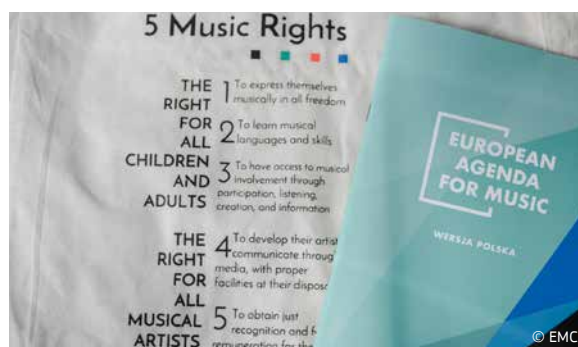 5 Music Rights
THE RIGHT FOR ALL CHILDREN AND ADULTS
1 To express themselves
musically in all freedom
2 To learn musical
languages and skills
3 To have access to musical
involvement through
participation, listening,
creation, and information
THE RIGHT FOR ALL MUSICAL ARTISTS
4 To develop their artist
communicate throug
media, with proper
facilities at their dispos
5 To obtain just
recognition and f
remuneration for the
EUROPEAN
AGENDA
FOR MUSIC
WERSJA POLSKA
© EMC